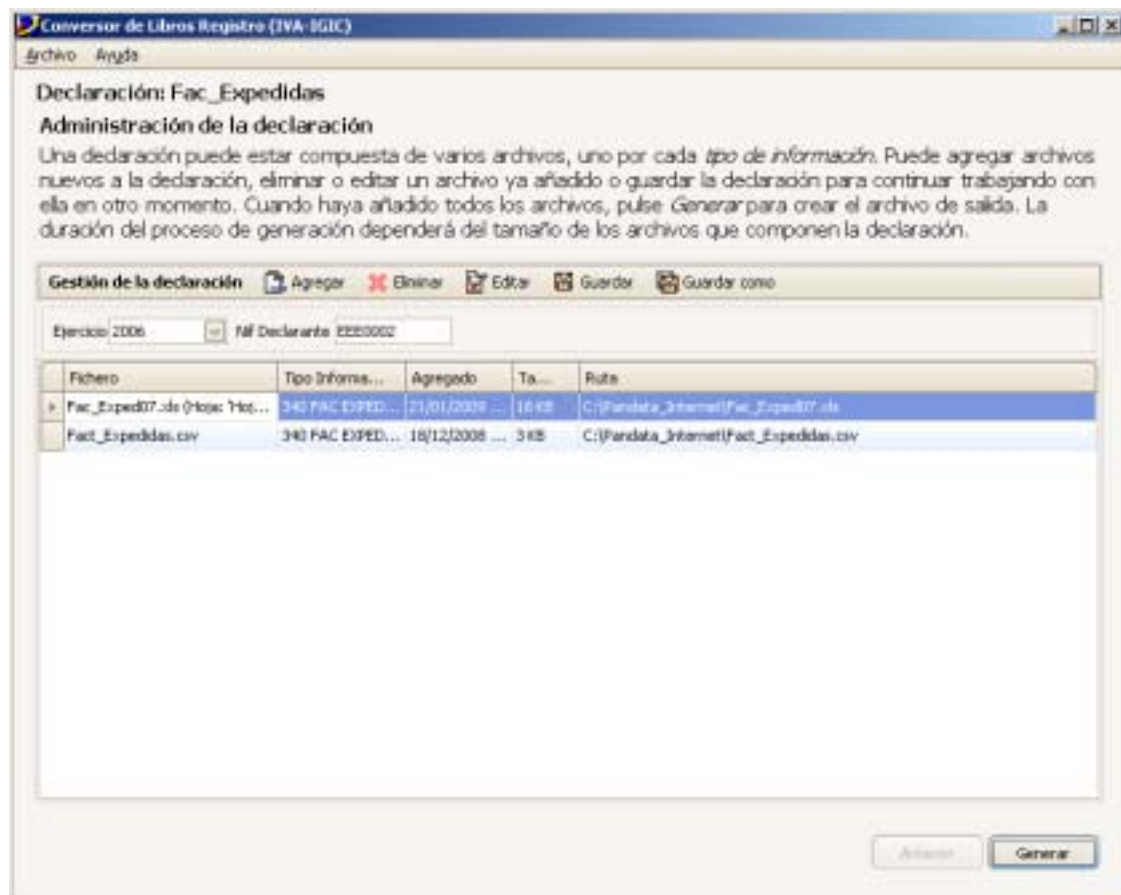 Conversor de Libros Registro (IVA-IGIC)
Archivo Ayuda
Declaración: Fac_Expedidas
Administración de la declaración
Una declaración puede estar compuesta de varios archivos, uno por cada tipo de información. Puede agregar archivos
nuevos a la declaración, eliminar o editar un archivo ya añadido o guardar la declaración para continuar trabajando con
ella en otro momento. Cuando haya añadido todos los archivos, pulse Generar para crear el archivo de salida. La
duración del proceso de generación dependerá del tamaño de los archivos que componen la declaración.
Gestión de la declaración Agregar Eliminar Editar Guardar Guardar como
Ejercicio 2006 Nif Declarante EEE0002
Fichero Tipo Informa... Agregado Ta... Ruta
Fac_Exped07.xls (Hoja: 'Hoj... 340 FAC EXPED... 21/01/2009 ... 16 KB C:\Pandata_Internet\Fac_Exped07.xls
Fact_Expedidas.csv 340 FAC EXPED... 18/12/2008 ... 3 KB C:\Pandata_Internet\Fact_Expedidas.csv
Anterior Generar